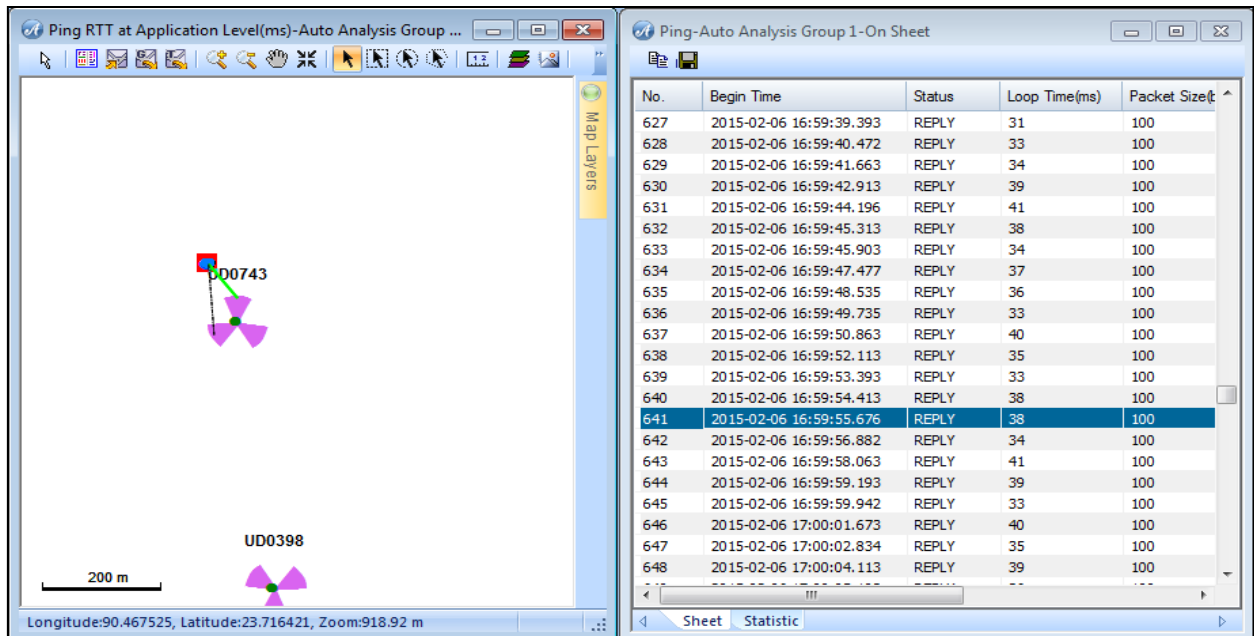 Ping RTT at Application Level(ms)-Auto Analysis Group ...
Map Layers
UD0743
UD0398
200 m
Longitude:90.467525, Latitude:23.716421, Zoom:918.92 m
Ping-Auto Analysis Group 1-On Sheet
No. Begin Time Status Loop Time(ms) Packet Size(b
627 2015-02-06 16:59:39.393 REPLY 31 100
628 2015-02-06 16:59:40.472 REPLY 33 100
629 2015-02-06 16:59:41.663 REPLY 34 100
630 2015-02-06 16:59:42.913 REPLY 39 100
631 2015-02-06 16:59:44.196 REPLY 41 100
632 2015-02-06 16:59:45.313 REPLY 38 100
633 2015-02-06 16:59:45.903 REPLY 34 100
634 2015-02-06 16:59:47.477 REPLY 37 100
635 2015-02-06 16:59:48.535 REPLY 36 100
636 2015-02-06 16:59:49.735 REPLY 33 100
637 2015-02-06 16:59:50.863 REPLY 40 100
638 2015-02-06 16:59:52.113 REPLY 35 100
639 2015-02-06 16:59:53.393 REPLY 33 100
640 2015-02-06 16:59:54.413 REPLY 38 100
641 2015-02-06 16:59:55.676 REPLY 38 100
642 2015-02-06 16:59:56.882 REPLY 34 100
643 2015-02-06 16:59:58.063 REPLY 41 100
644 2015-02-06 16:59:59.193 REPLY 39 100
645 2015-02-06 16:59:59.942 REPLY 33 100
646 2015-02-06 17:00:01.673 REPLY 40 100
647 2015-02-06 17:00:02.834 REPLY 35 100
648 2015-02-06 17:00:04.113 REPLY 39 100
Sheet Statistic